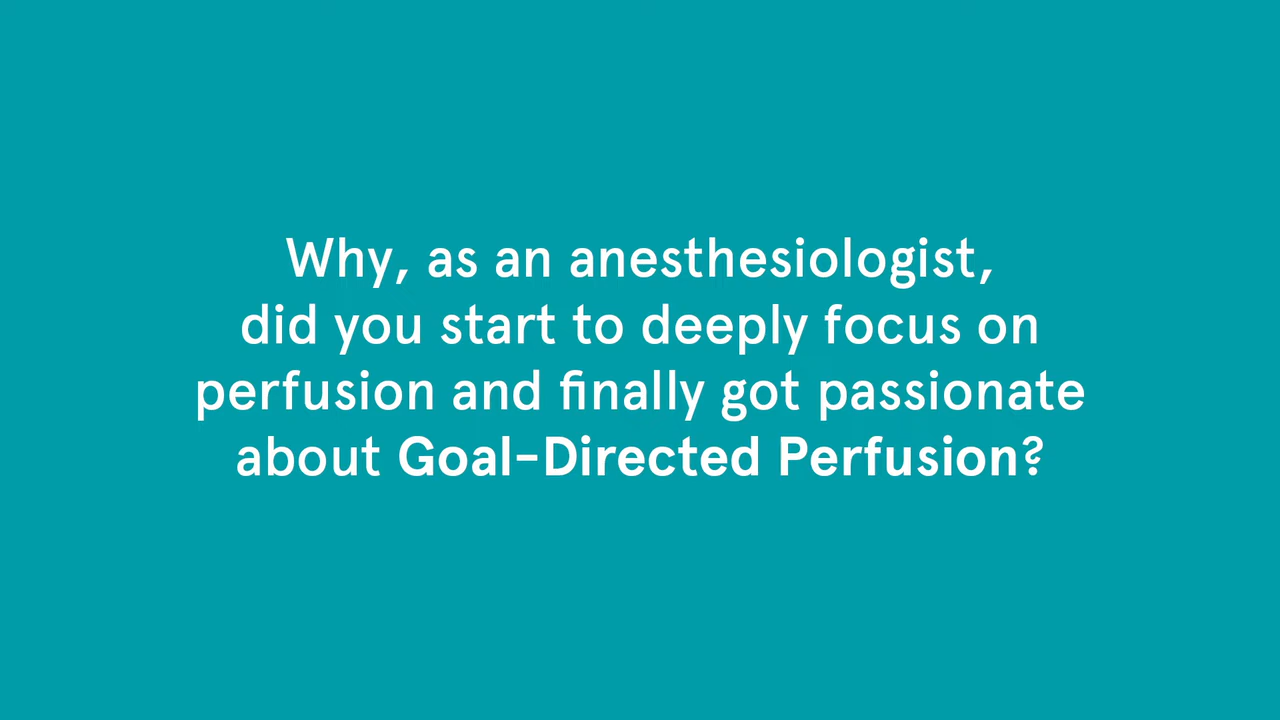 Why, as an anesthesiologist,
did you start to deeply focus on
perfusion and finally got passionate
about Goal-Directed Perfusion?